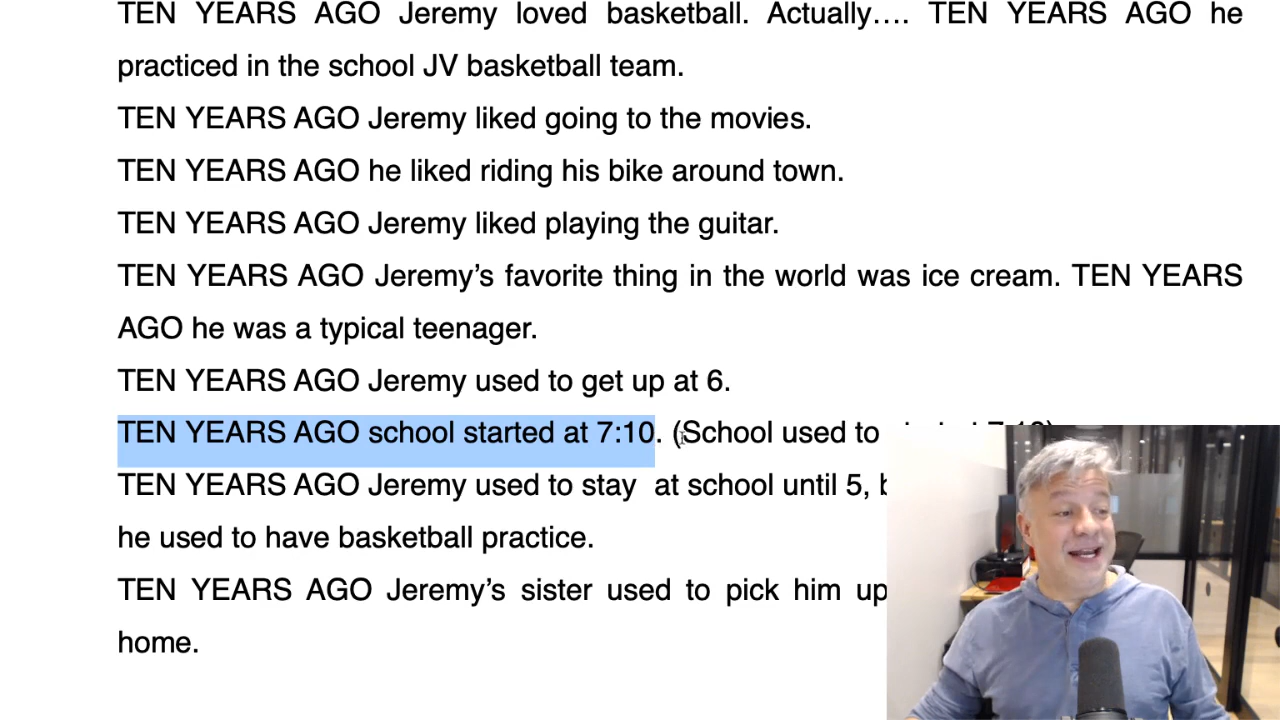 TEN YEARS AGO Jeremy loved basketball. Actually…. TEN YEARS AGO he
practiced in the school JV basketball team.
TEN YEARS AGO Jeremy liked going to the movies.
TEN YEARS AGO he liked riding his bike around town.
TEN YEARS AGO Jeremy liked playing the guitar.
TEN YEARS AGO Jeremy’s favorite thing in the world was ice cream. TEN YEARS
AGO he was a typical teenager.
TEN YEARS AGO Jeremy used to get up at 6.
TEN YEARS AGO school started at 7:10. (School used to
TEN YEARS AGO Jeremy used to stay  at school until 5,
he used to have basketball practice.
TEN YEARS AGO Jeremy’s sister used to pick him up
home.